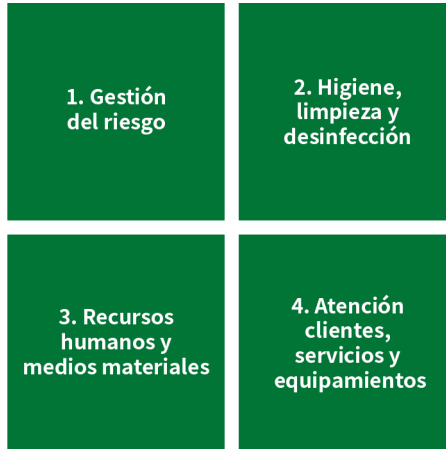 1. Gestión
del riesgo
2. Higiene,
limpieza y
desinfección
3. Recursos
humanos y
medios materiales
4. Atención
clientes,
servicios y
equipamientos